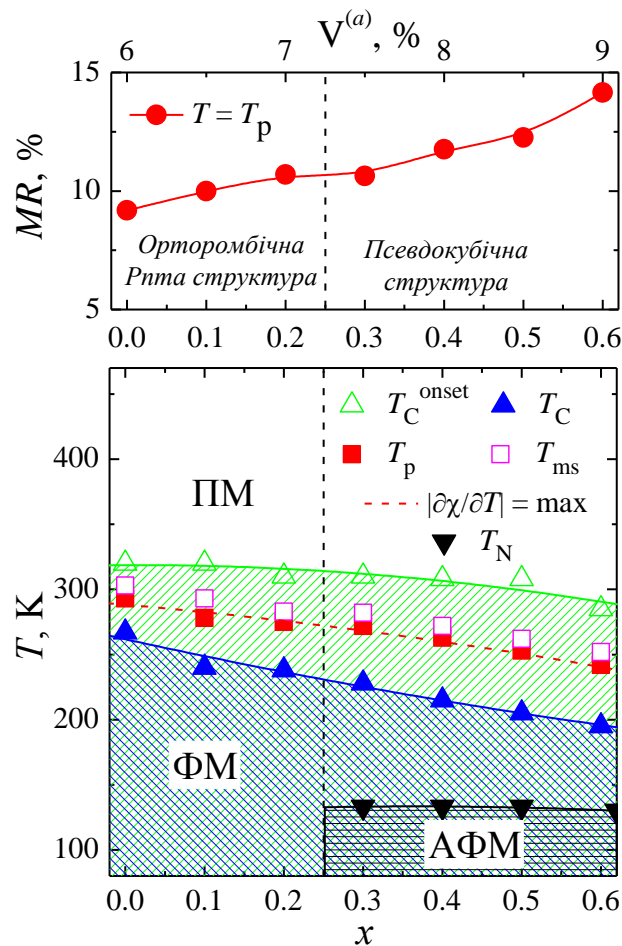 V(a), %
6 7 8 9
15
10
5
MR, %
T = Tp
Орторомбічна
Pnma структура
Псевдокубічна
структура
0.0 0.1 0.2 0.3 0.4 0.5 0.6
TC onset TC
Tp Tms
|∂χ/∂T| = max
TN
ПМ
400
300
200
100
T, K
ФМ
АФМ
0.0 0.1 0.2 0.3 0.4 0.5 0.6
x